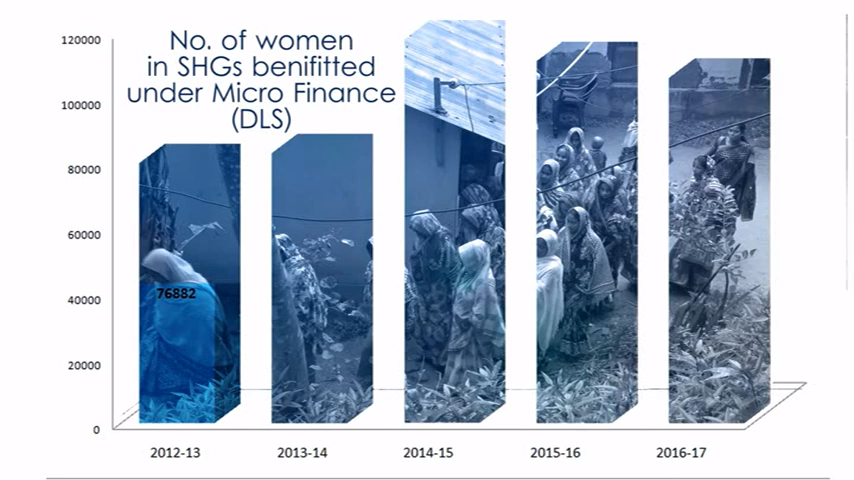 No. of women
in SHGs benifitted
under Micro Finance
(DLS)
120000
100000
80000
60000
40000
20000
0
76882
2012-13 2013-14 2014-15 2015-16 2016-17